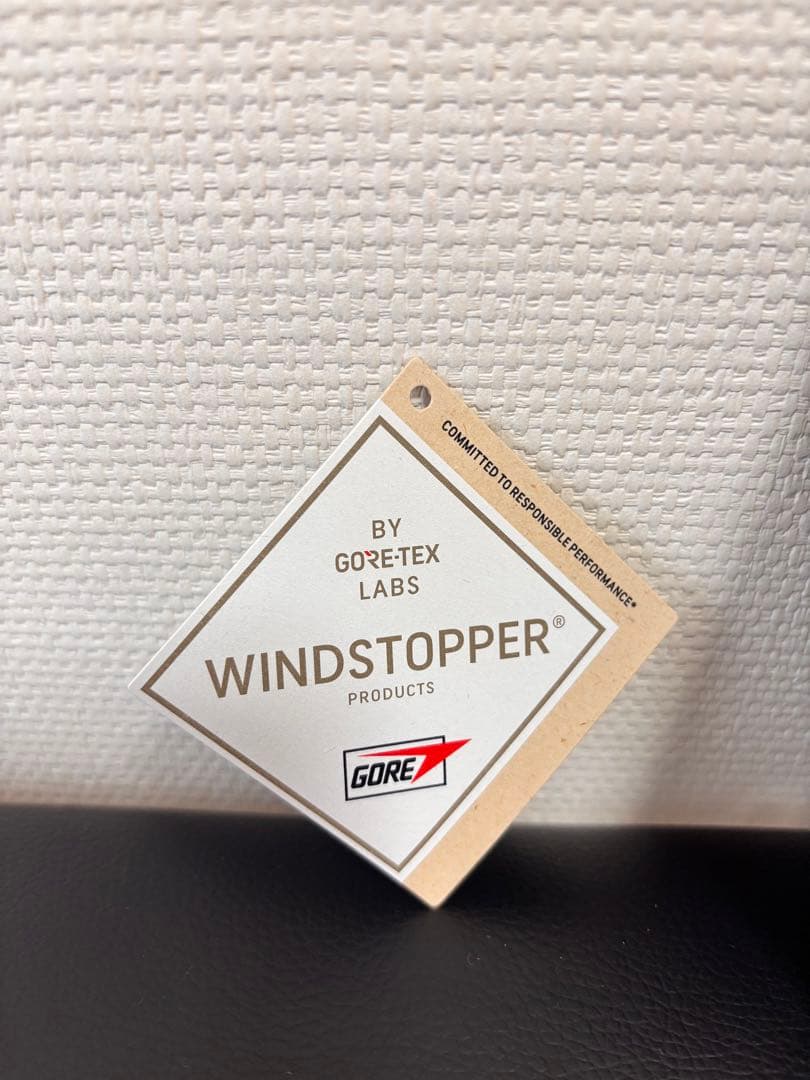 COMMITTED TO RESPONSIBLE PERFORMANCE*
BY
GORE-TEX
LABS
WINDSTOPPER®
PRODUCTS
GORE